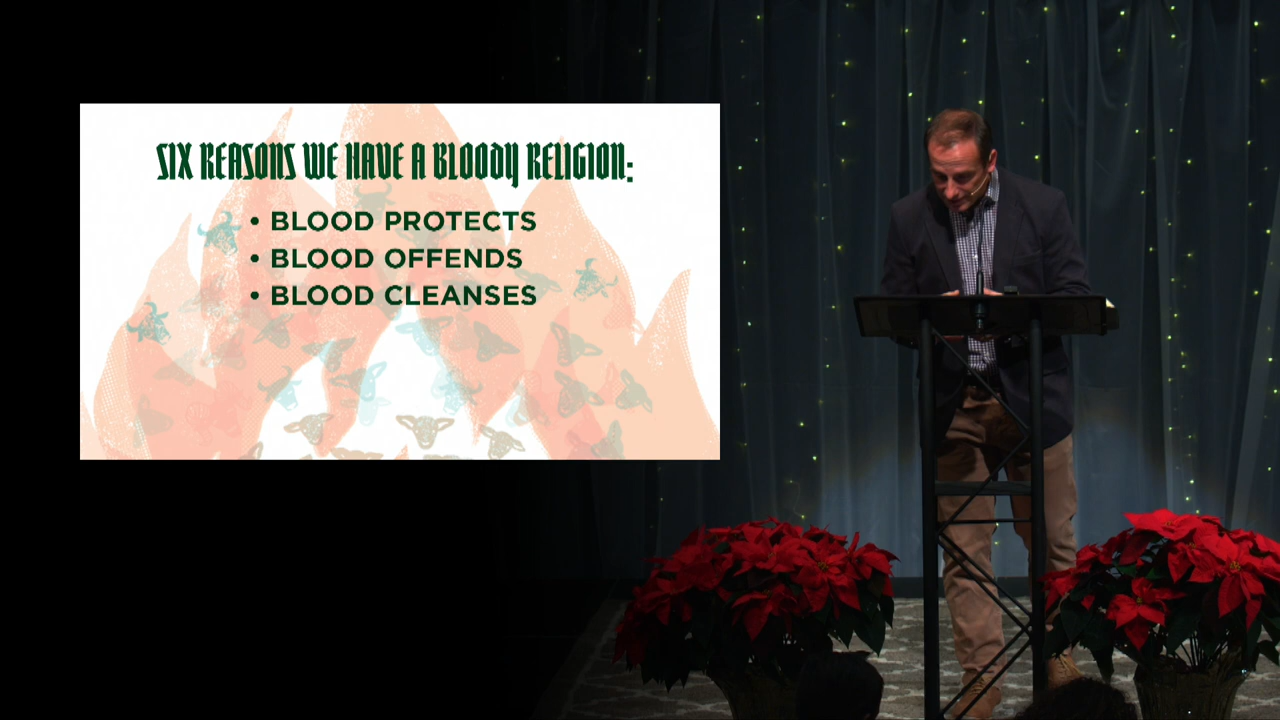 SIX REASONS WE HAVE A BLOODY RELIGION:
• BLOOD PROTECTS
• BLOOD OFFENDS
• BLOOD CLEANSES